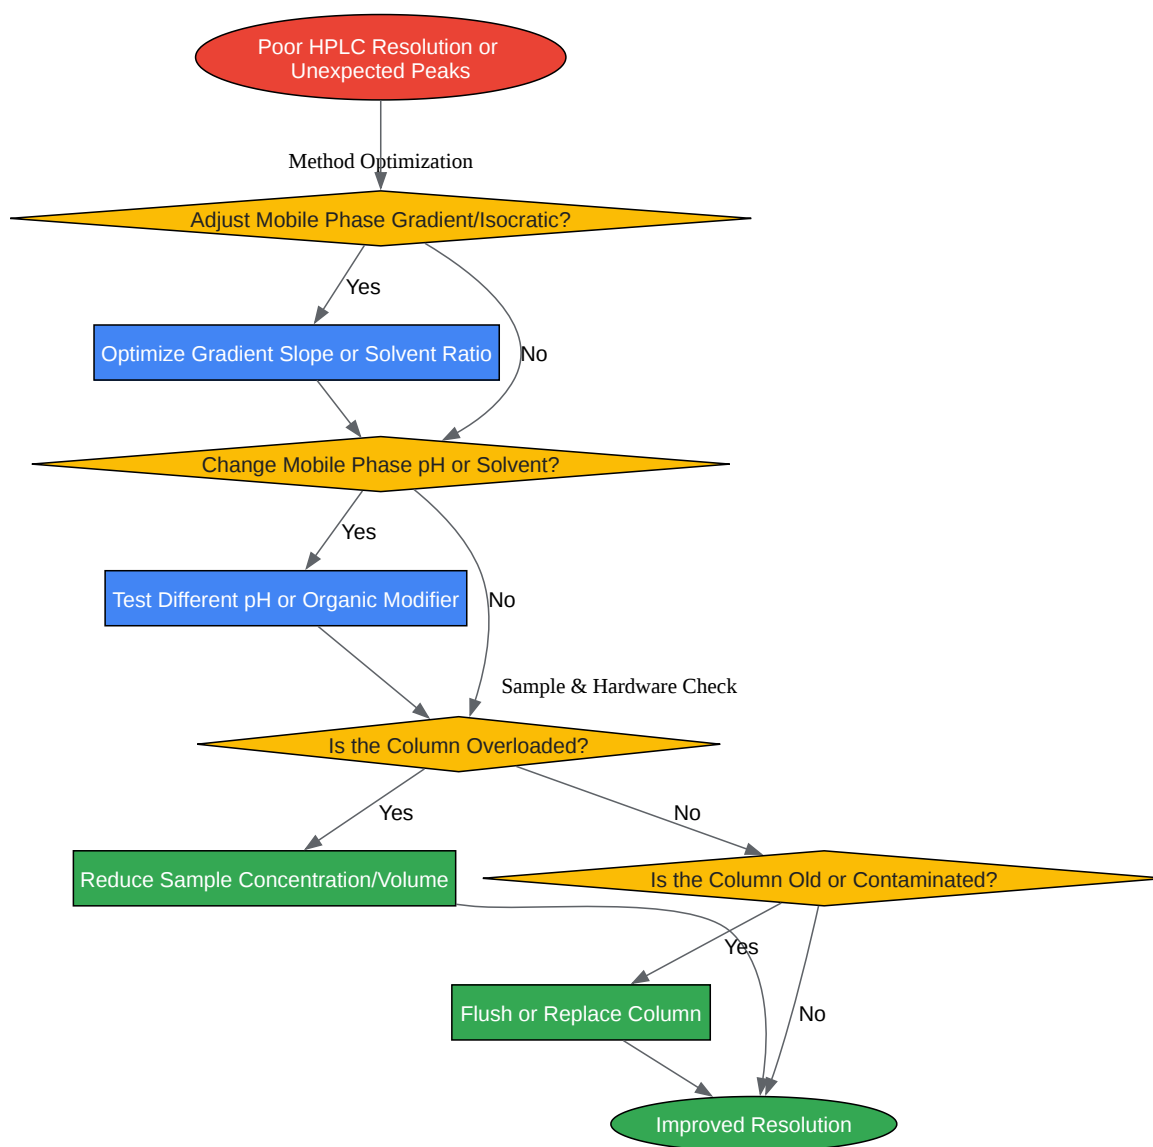 Poor HPLC Resolution or
Unexpected Peaks
Method Optimization
Adjust Mobile Phase Gradient/Isocratic?
Yes
Optimize Gradient Slope or Solvent Ratio
No
Change Mobile Phase pH or Solvent?
Yes
Test Different pH or Organic Modifier
No
Sample & Hardware Check
Is the Column Overloaded?
Yes
No
Reduce Sample Concentration/Volume
Is the Column Old or Contaminated?
Yes
Flush or Replace Column
No
Improved Resolution